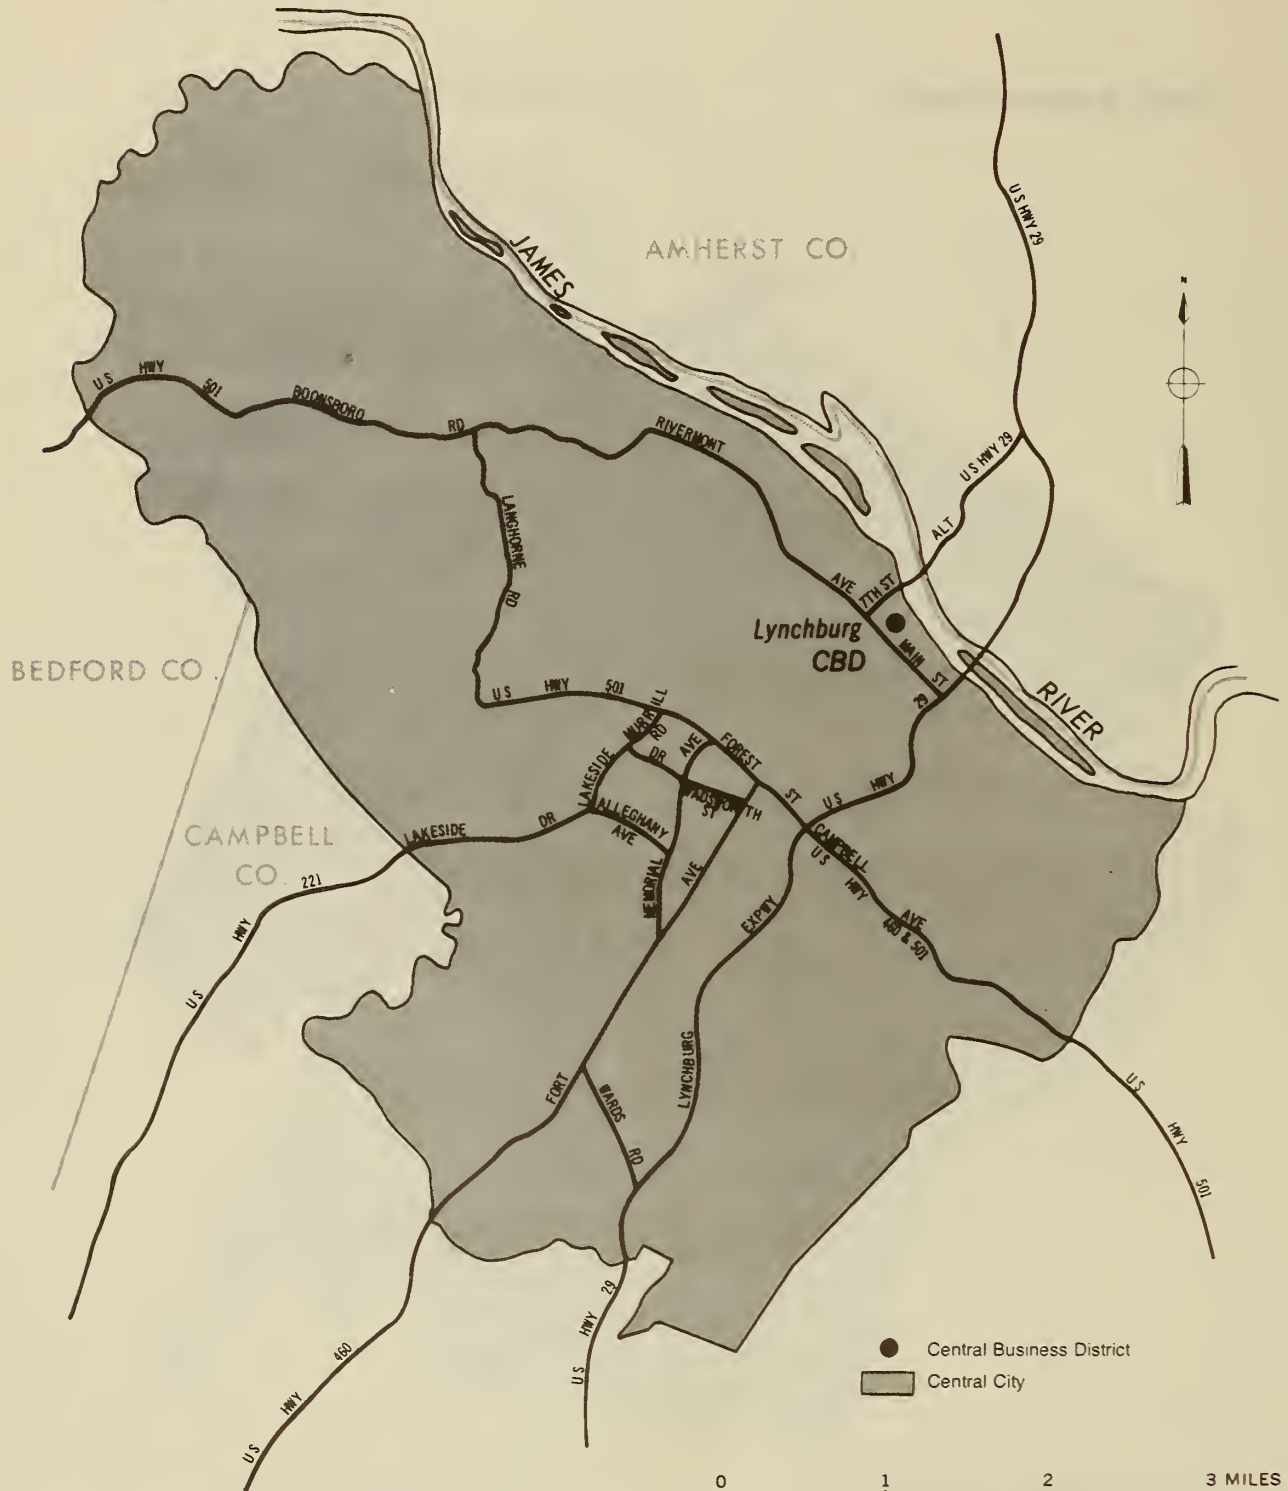 JAMES
AMHERST CO.
US HWY 29
N
US HWY 501
BOONSBORO RD
RIVERMONT AVE
ALT US HWY 29
LANGHORNE RD
7TH ST
Lynchburg
CBD
MAIN ST
BEDFORD CO.
RIVER
US HWY 501
MURRILL RD
29
LAKESIDE DR
AVE
FOREST ST
US HWY
WADSWORTH ST
ALLEGHANY AVE
CAMPBELL AVE
US HWY 460 & 501
CAMPBELL
CO.
LAKESIDE DR
US HWY 221
MEMORIAL
AVE
LYNCHBURG EXPWY
FORT
WARDS RD
US HWY 501
US HWY 29
US HWY 460
Central Business District
Central City
0 1 2 3 MILES